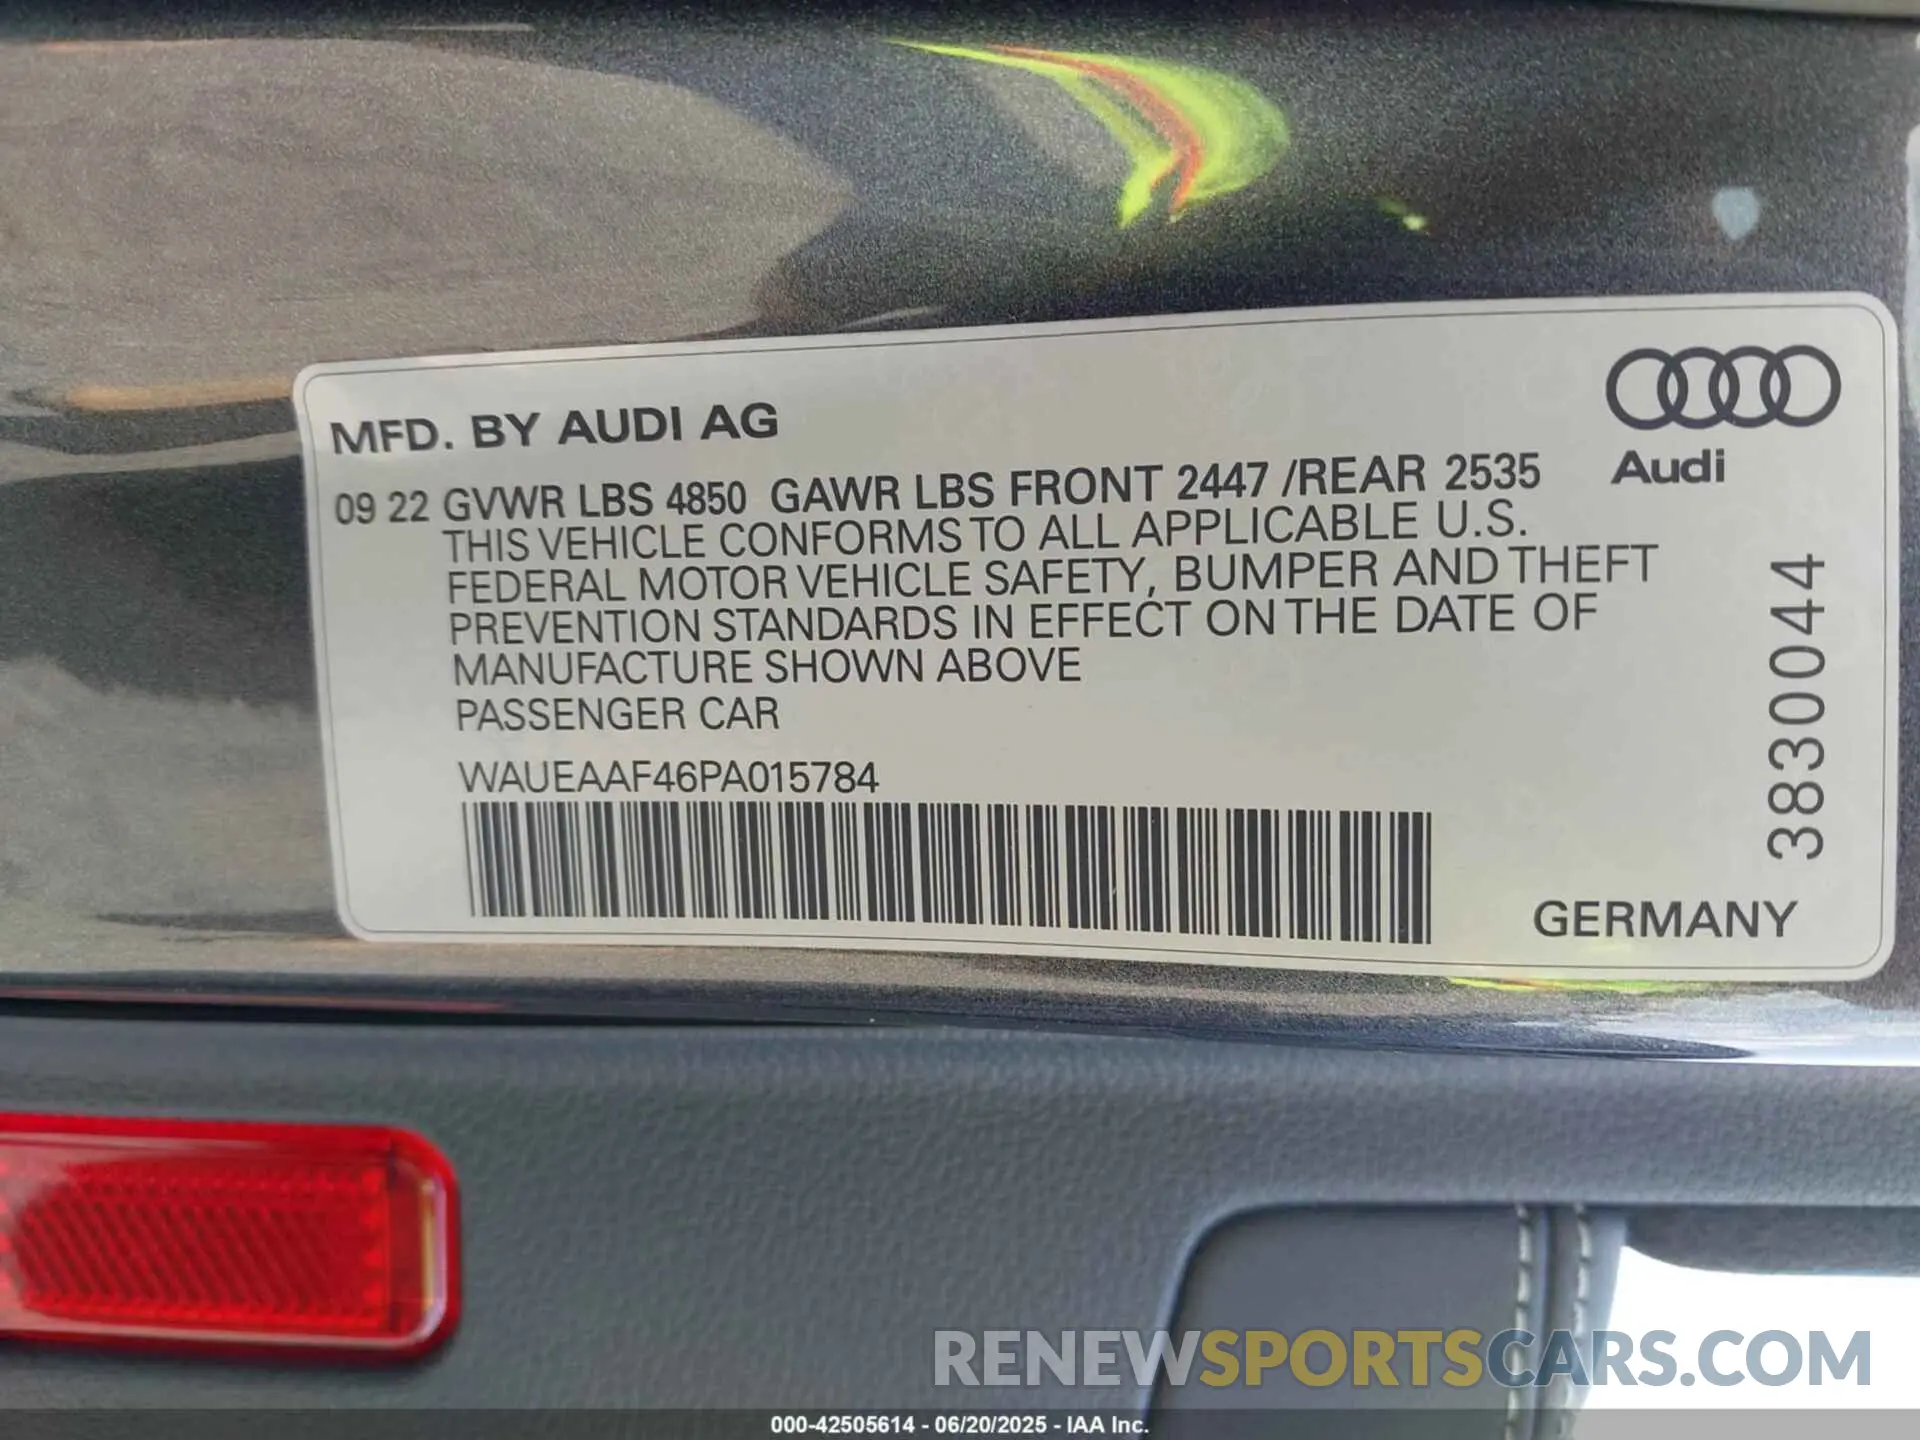 MFD. BY AUDI AG
Audi
09 22 GVWR LBS 4850 GAWR LBS FRONT 2447 /REAR 2535
THIS VEHICLE CONFORMS TO ALL APPLICABLE U.S.
FEDERAL MOTOR VEHICLE SAFETY, BUMPER AND THEFT
PREVENTION STANDARDS IN EFFECT ON THE DATE OF
MANUFACTURE SHOWN ABOVE
PASSENGER CAR
WAUEAAF46PA015784
3830044
GERMANY
RENEWSPORTSCARS.COM
000-42505614 - 06/20/2025 - IAA Inc.